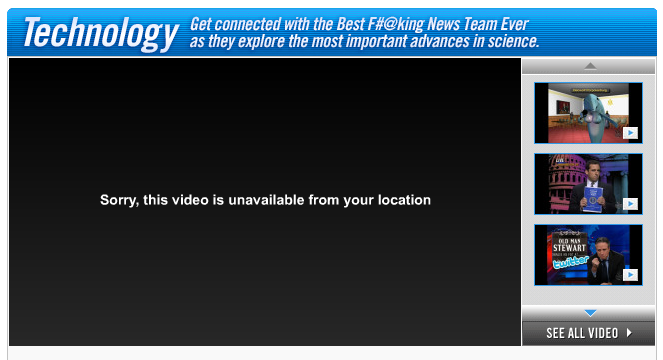 Technology
Get connected with the Best F#@king News Team Ever
as they explore the most important advances in science.
Sorry, this video is unavailable from your location
OLD MAN
STEWART
twitter
SEE ALL VIDEO